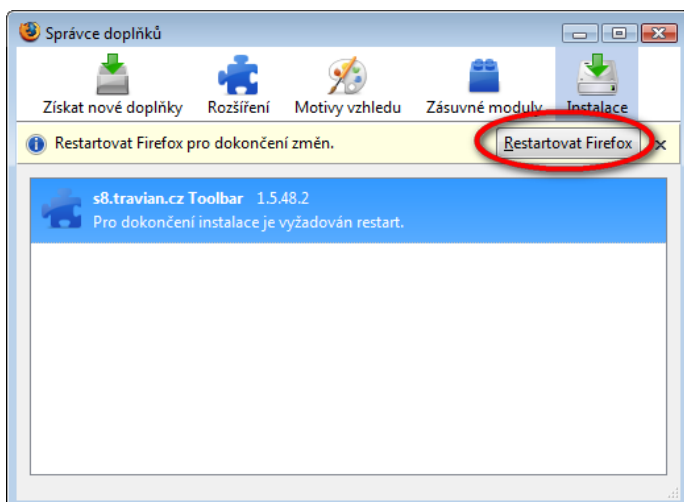 Správce doplňků
Získat nové doplňky Rozšíření Motivy vzhledu Zásuvné moduly Instalace
Restartovat Firefox pro dokončení změn. Restartovat Firefox
s8.travian.cz Toolbar 1.5.48.2
Pro dokončení instalace je vyžadován restart.